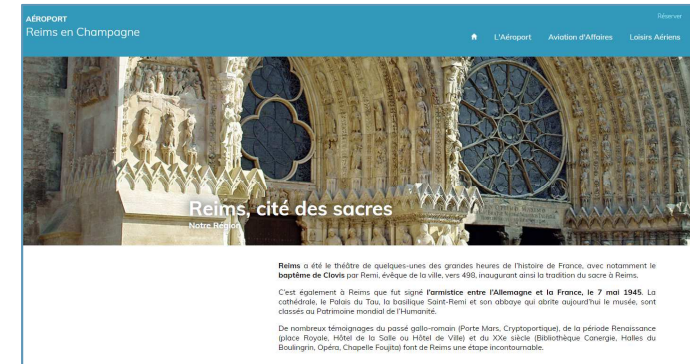 AÉROPORT
Reims en Champagne
Réserver
L'Aéroport Aviation d'Affaires Loisirs Aériens
Reims, cité des sacres
Notre Région
Reims a été le théâtre de quelques-unes des grandes heures de l'histoire de France, avec notamment le
baptême de Clovis par Remi, évêque de la ville, vers 498, inaugurant ainsi la tradition du sacre à Reims.
C'est également à Reims que fut signé l'armistice entre l'Allemagne et la France, le 7 mai 1945. La
cathédrale, le Palais du Tau, la basilique Saint-Remi et son abbaye qui abrite aujourd'hui le musée, sont
classés au Patrimoine mondial de l'Humanité.
De nombreux témoignages du passé gallo-romain (Porte Mars, Cryptoportique), de la période Renaissance
(place Royale, Hôtel de la Salle ou Hôtel de Ville) et du XXe siècle (Bibliothèque Canergie, Halles du
Boulingrin, Opéra, Chapelle Foujita) font de Reims une étape incontournable.